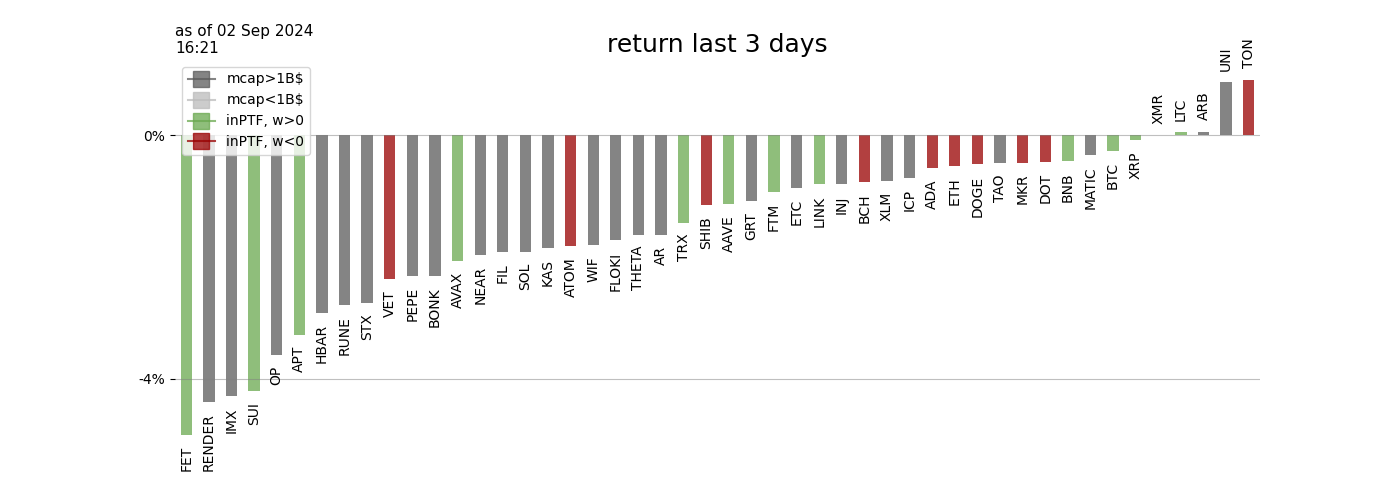 as of 02 Sep 2024
16:21
return last 3 days
mcap>1B$
mcap<1B$
inPTF, w>0
inPTF, w<0
0%
-4%
FET
RENDER
IMX
SUI
OP
APT
HBAR
RUNE
STX
VET
PEPE
BONK
AVAX
NEAR
FIL
SOL
KAS
ATOM
WIF
FLOKI
THETA
AR
TRX
SHIB
AAVE
GRT
FTM
ETC
LINK
INJ
BCH
XLM
ICP
ADA
ETH
DOGE
TAO
MKR
DOT
BNB
MATIC
BTC
XRP
XMR
LTC
ARB
UNI
TON